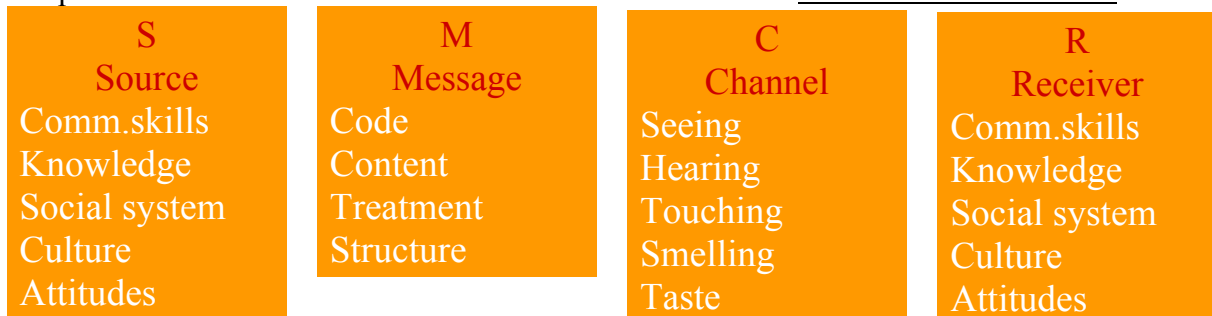 S
Source
Comm.skills
Knowledge
Social system
Culture
Attitudes
M
Message
Code
Content
Treatment
Structure
C
Channel
Seeing
Hearing
Touching
Smelling
Taste
R
Receiver
Comm.skills
Knowledge
Social system
Culture
Attitudes